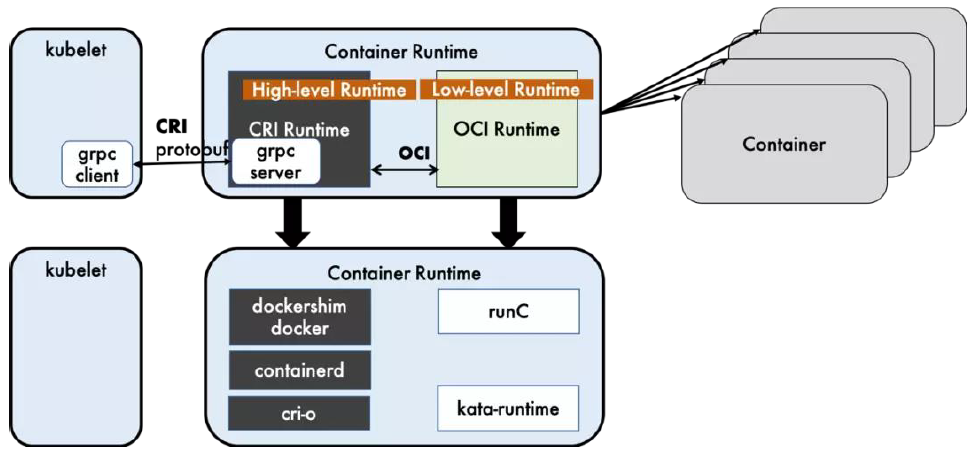 kubelet
Container Runtime
High-level Runtime
Low-level Runtime
CRI Runtime
OCI Runtime
CRI
protobuf
grpc
client
grpc
server
OCI
Container
kubelet
Container Runtime
dockershim
docker
containerd
cri-o
runC
kata-runtime